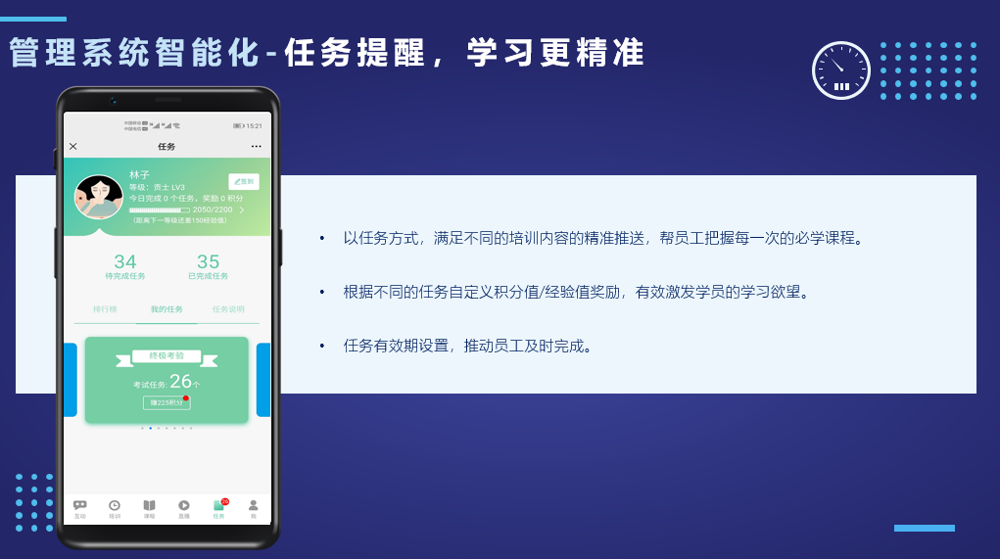 管理系统智能化-任务提醒，学习更精准
15:21
任务
林子
等级：贡士 LV3
签到
今日完成 0 个任务，奖励 0 积分
2050/2200
（距离下一等级还差150经验值）
34 35
待完成任务 已完成任务
排行榜 我的任务 任务说明
终极考验
考试任务: 26个
赚225积分
26
互动 培训 课程 直播 任务 我
• 以任务方式，满足不同的培训内容的精准推送，帮员工把握每一次的必学课程。
• 根据不同的任务自定义积分值/经验值奖励，有效激发学员的学习欲望。
• 任务有效期设置，推动员工及时完成。